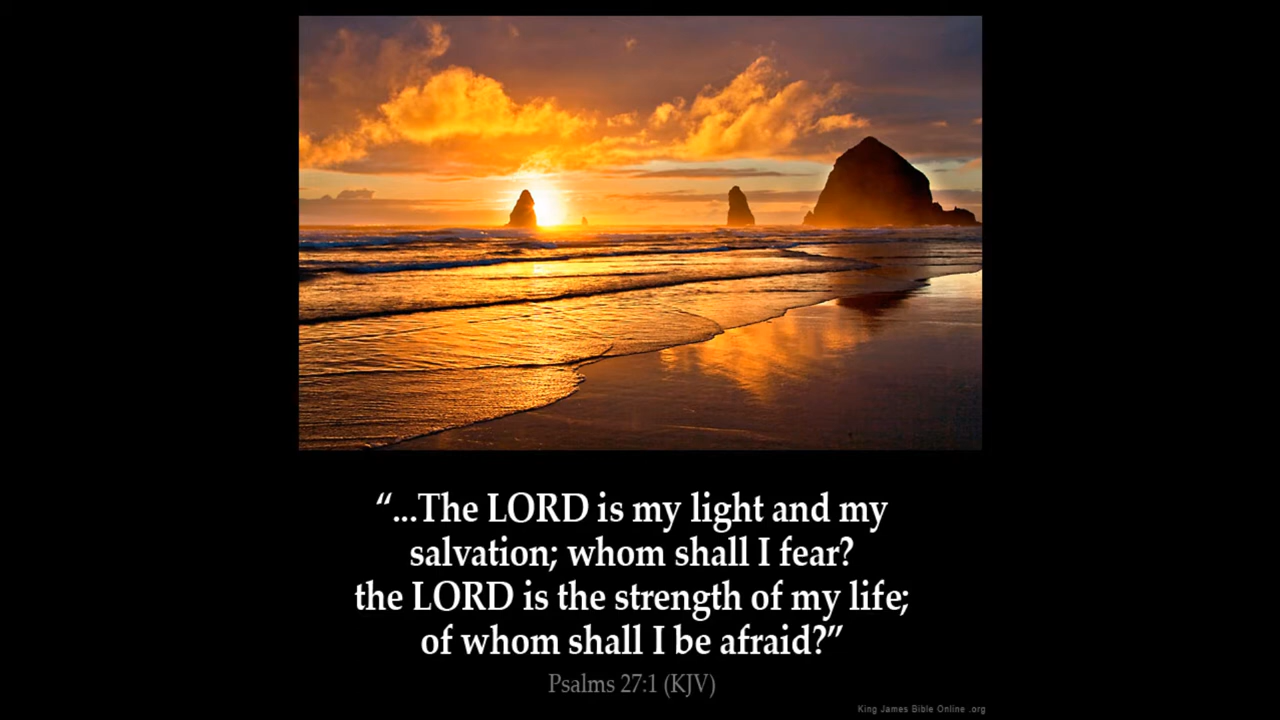 “...The LORD is my light and my
salvation; whom shall I fear?
the LORD is the strength of my life;
of whom shall I be afraid?”
Psalms 27:1 (KJV)
King James Bible Online .org